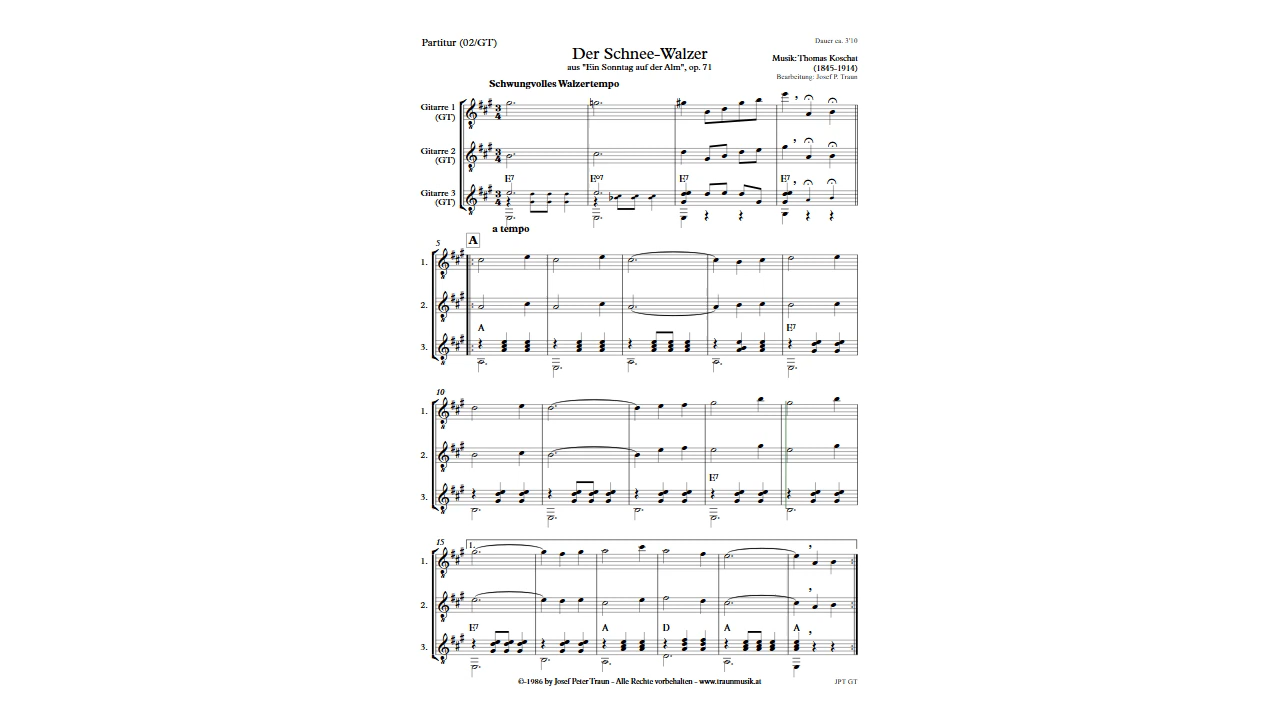 Partitur (02/GT)
Dauer ca. 3'10
Der Schnee-Walzer
aus "Ein Sonntag auf der Alm", op. 71
Musik: Thomas Koschat
(1845-1914)
Bearbeitung: Josef P. Traun
Schwungvolles Walzertempo
Gitarre 1
(GT)
Gitarre 2
(GT)
E7 E07 E7 E7
Gitarre 3
(GT)
a tempo
5 A
1.
2.
A E7
3.
10
1.
2.
E7
3.
15 1.
1.
2.
E7 A D A A
3.
©-1986 by Josef Peter Traun - Alle Rechte vorbehalten - www.traunmusik.at
JPT GT